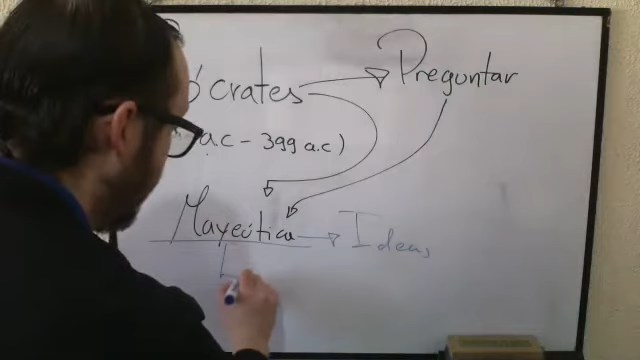 ócrates
Preguntar
a.c - 399 a.c)
Mayeútica
Ideas